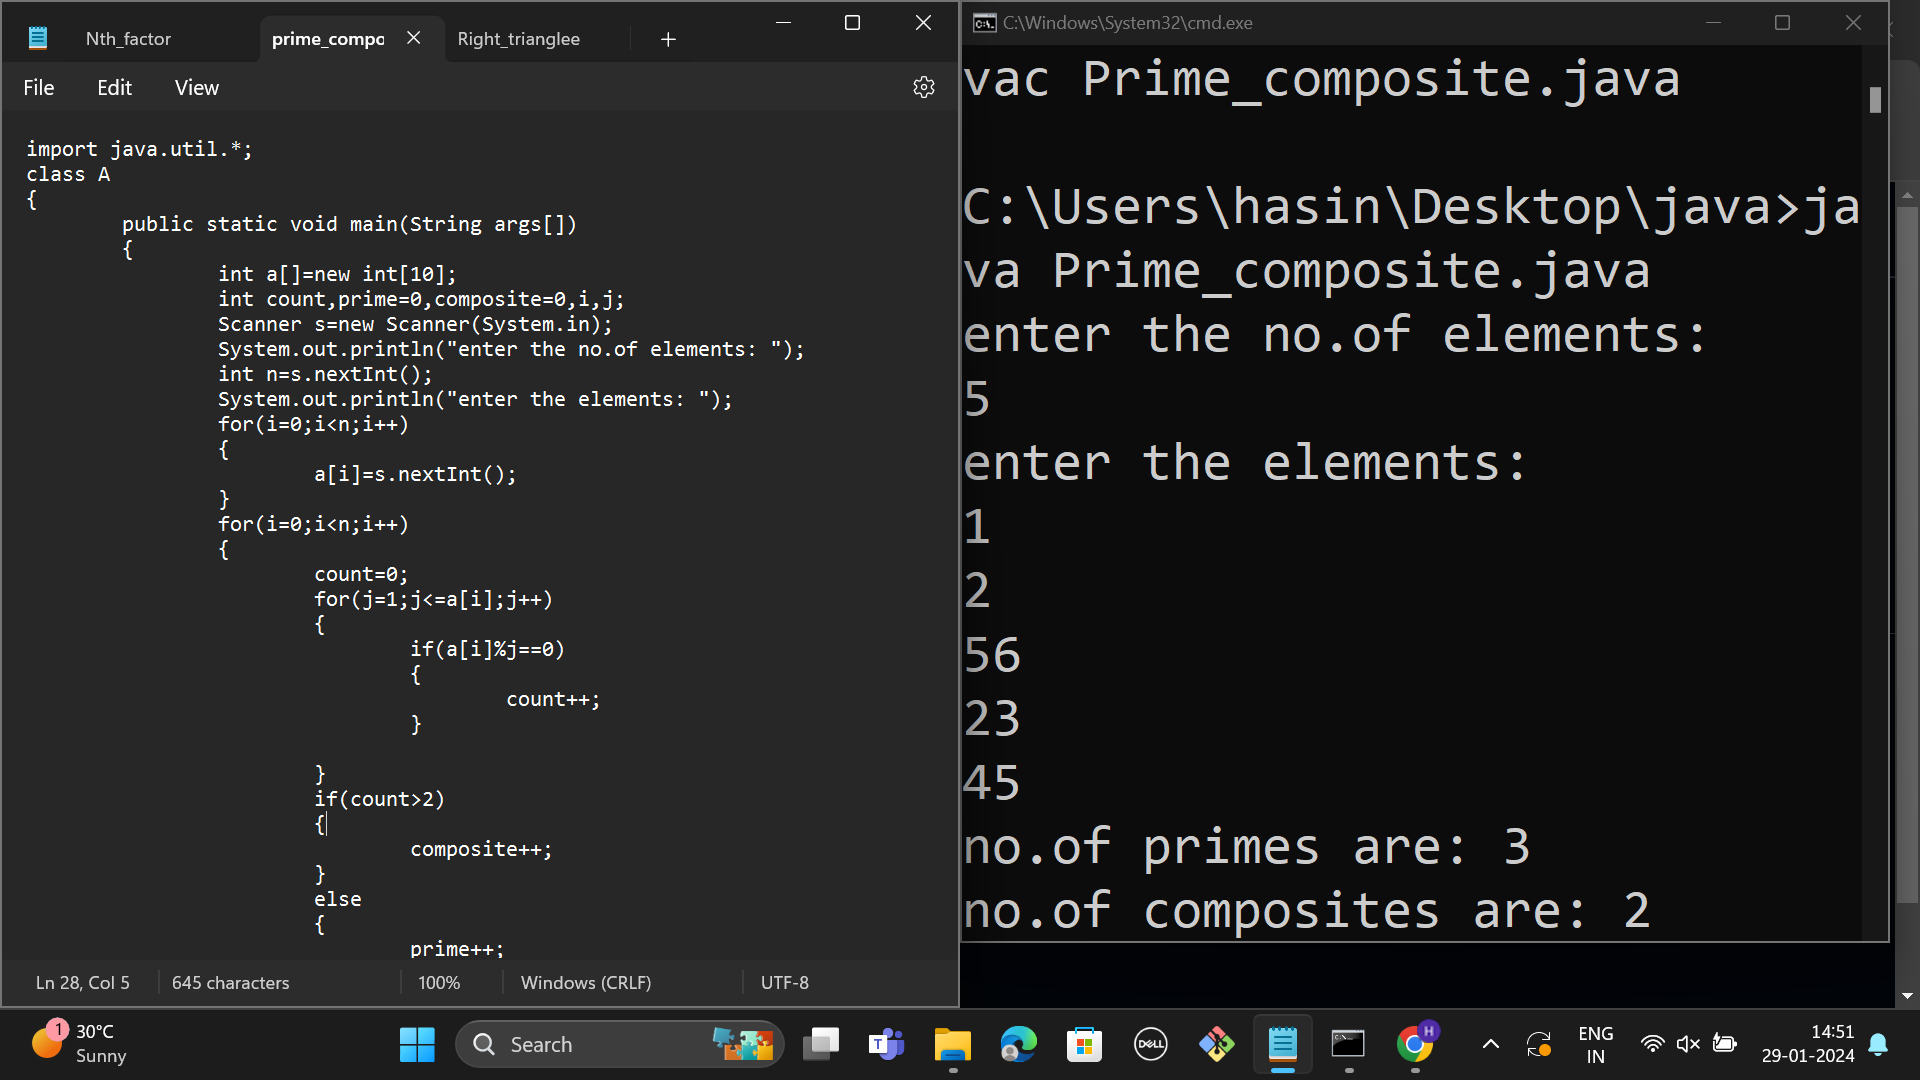 Nth_factor
prime_compo
Right_trianglee
File
Edit
View
import java.util.*;
class A
{
public static void main(String args[])
{
int a[]=new int[10];
int count,prime=0,composite=0,i,j;
Scanner s=new Scanner(System.in);
System.out.println("enter the no.of elements: ");
int n=s.nextInt();
System.out.println("enter the elements: ");
for(i=0;i<n;i++)
{
a[i]=s.nextInt();
}
for(i=0;i<n;i++)
{
count=0;
for(j=1;j<=a[i];j++)
{
if(a[i]%j==0)
{
count++;
}
}
if(count>2)
{
composite++;
}
else
{
prime++;
Ln 28, Col 5
645 characters
100%
Windows (CRLF)
UTF-8
C:\Windows\System32\cmd.exe
vac Prime_composite.java
C:\Users\hasin\Desktop\java>ja
va Prime_composite.java
enter the no.of elements:
5
enter the elements:
1
2
56
23
45
no.of primes are: 3
no.of composites are: 2
1
30°C
Sunny
Search
T
DELL
H
ENG
IN
14:51
29-01-2024